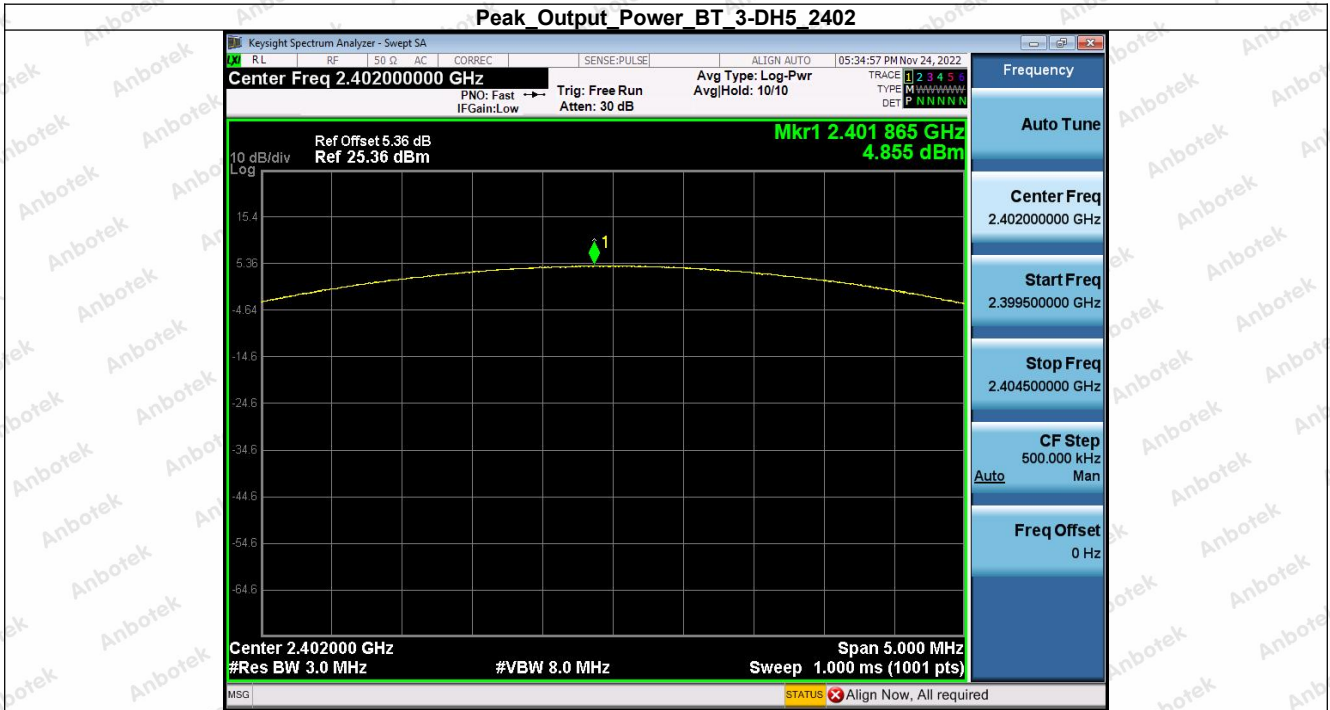 Peak_Output_Power_BT_3-DH5_2402
Keysight Spectrum Analyzer - Swept SA
LXI RL RF 50 Ω AC CORREC SENSE:PULSE ALIGN AUTO 05:34:57 PM Nov 24, 2022
Center Freq 2.402000000 GHz
PNO: Fast
IFGain:Low
Trig: Free Run
Atten: 30 dB
Avg Type: Log-Pwr
Avg|Hold: 10/10
TRACE 1 2 3 4 5 6
TYPE M WWWWW
DET P N N N N N
Mkr1 2.401 865 GHz
4.855 dBm
Ref Offset 5.36 dB
10 dB/div Ref 25.36 dBm
Log
15.4
5.36
-4.64
-14.6
-24.6
-34.6
-44.6
-54.6
-64.6
1
Center 2.402000 GHz Span 5.000 MHz
#Res BW 3.0 MHz #VBW 8.0 MHz Sweep 1.000 ms (1001 pts)
MSG STATUS Align Now, All required
Frequency
Auto Tune
Center Freq
2.402000000 GHz
Start Freq
2.399500000 GHz
Stop Freq
2.404500000 GHz
CF Step
500.000 kHz
Auto Man
Freq Offset
0 Hz
Anbotek